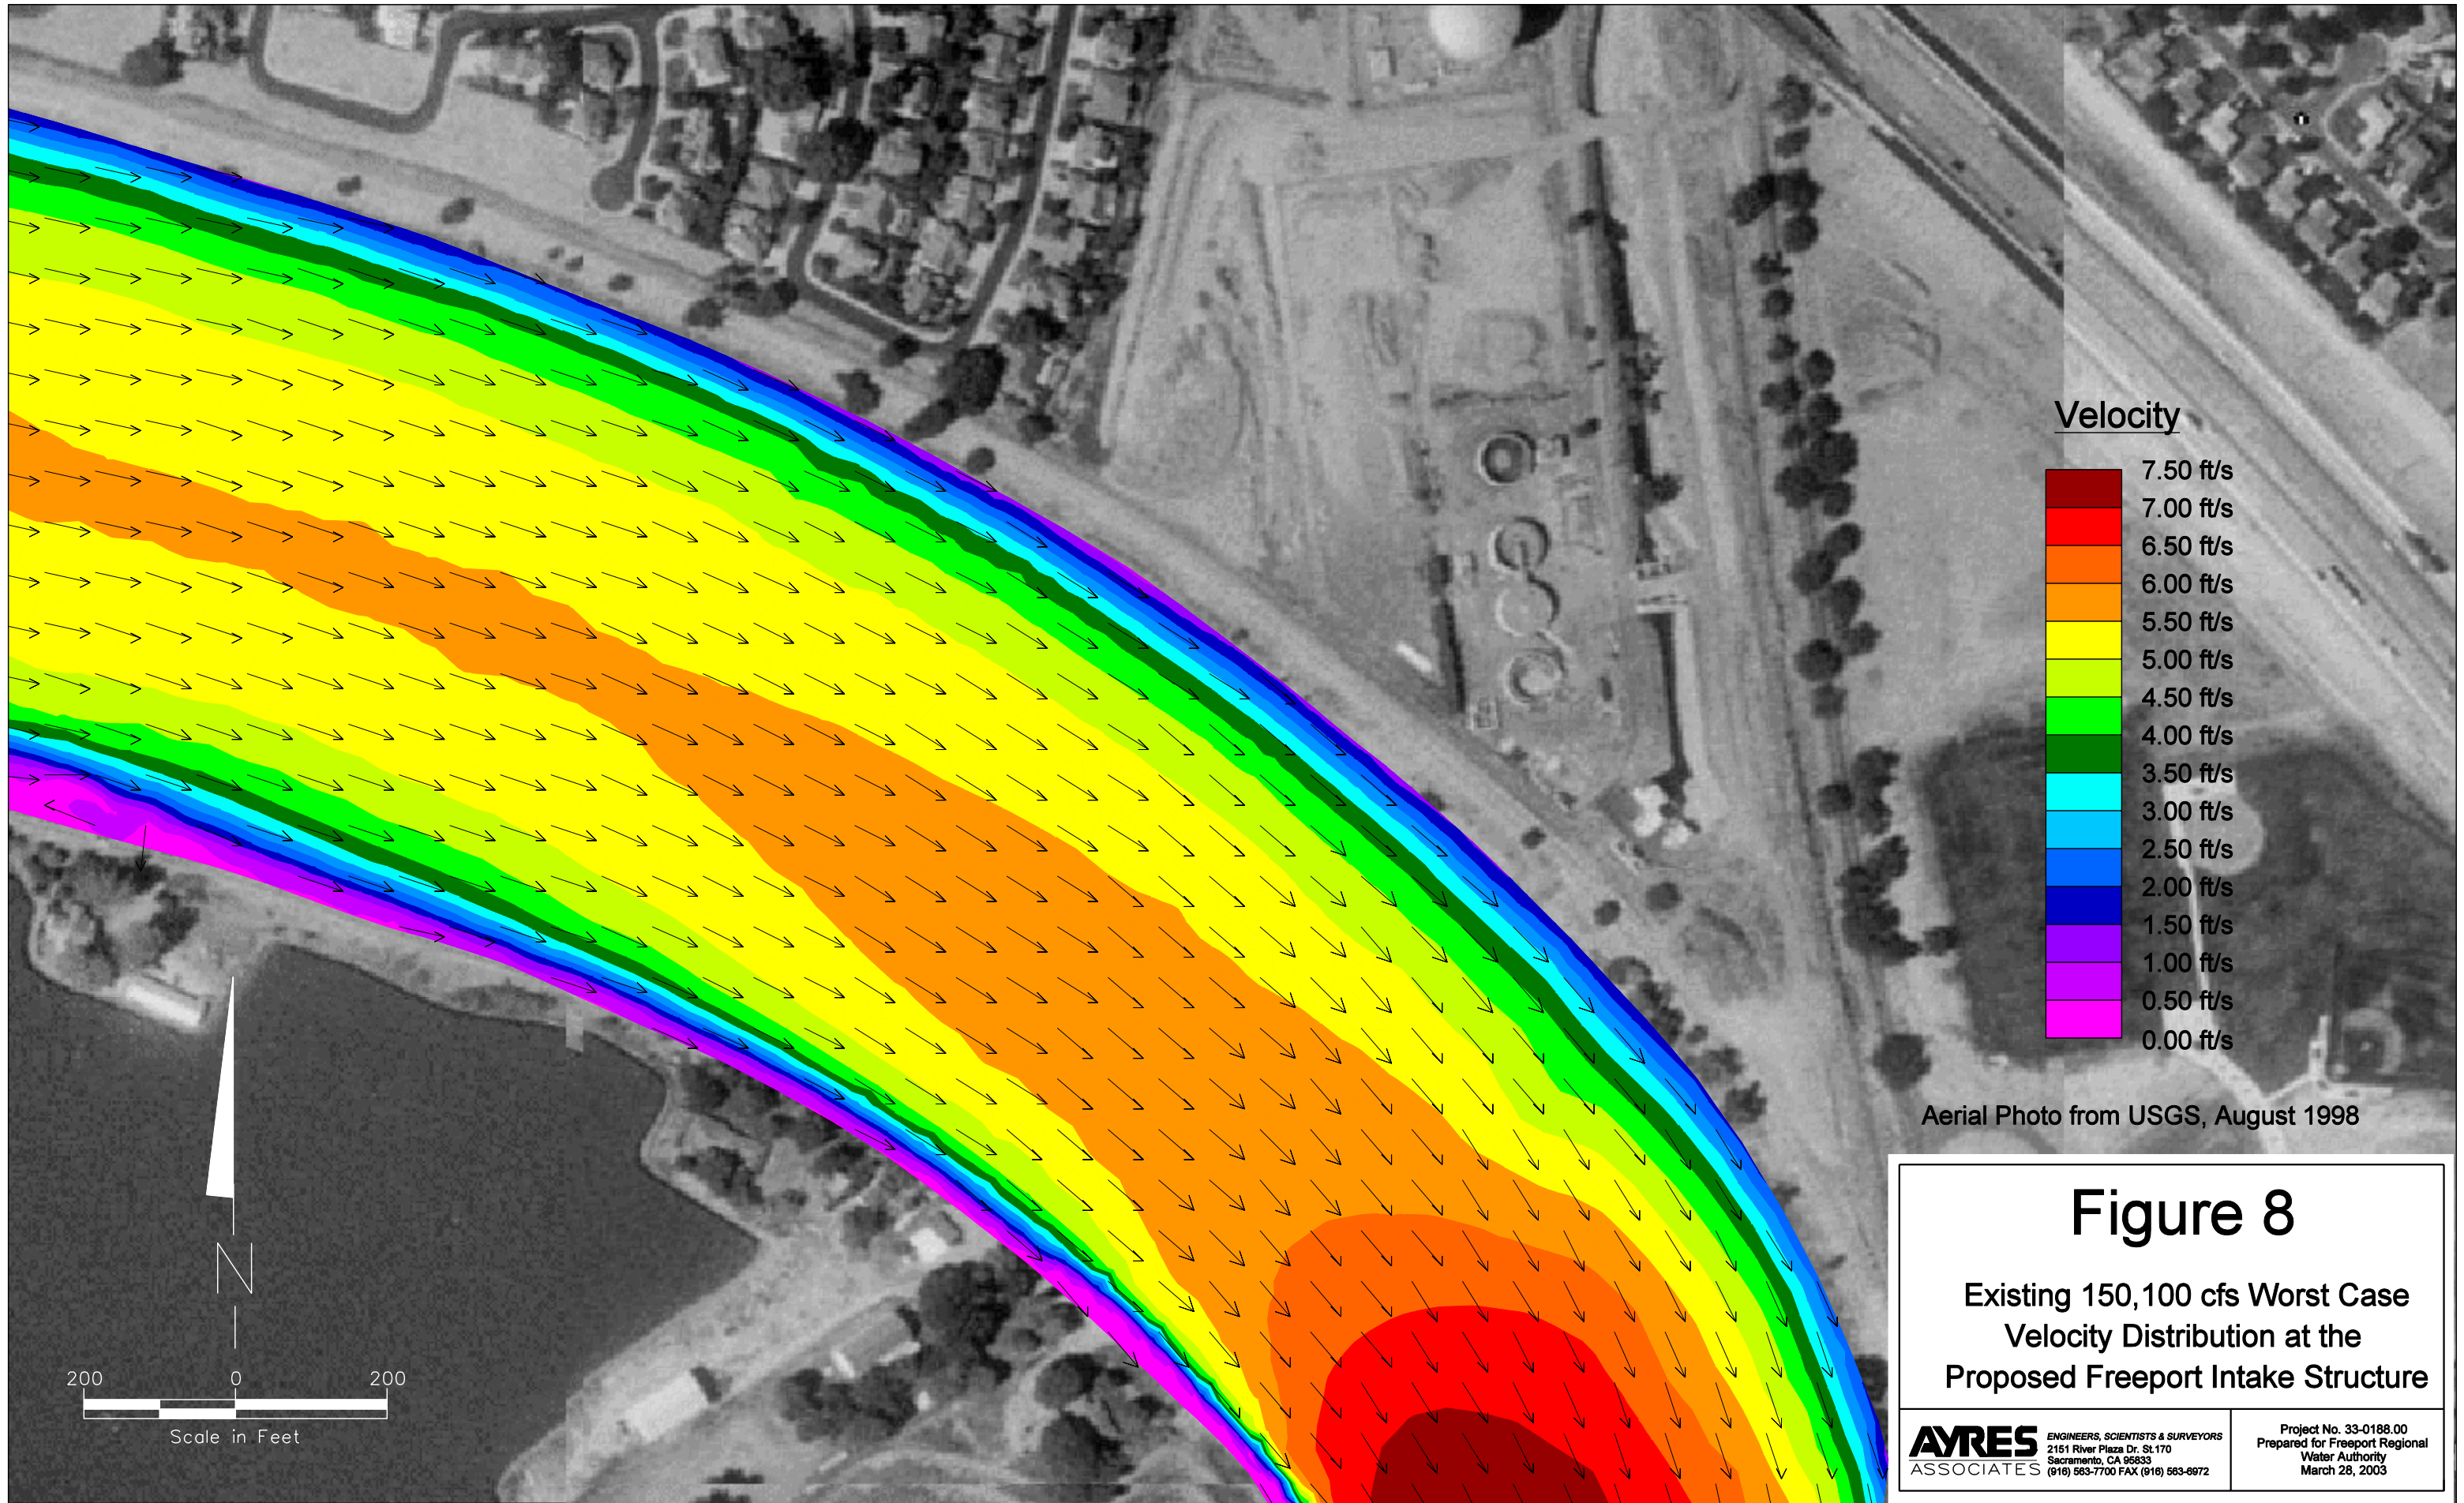 Velocity
7.50 ft/s
7.00 ft/s
6.50 ft/s
6.00 ft/s
5.50 ft/s
5.00 ft/s
4.50 ft/s
4.00 ft/s
3.50 ft/s
3.00 ft/s
2.50 ft/s
2.00 ft/s
1.50 ft/s
1.00 ft/s
0.50 ft/s
0.00 ft/s
Aerial Photo from USGS, August 1998
N
200 0 200
Scale in Feet
Figure 8
Existing 150,100 cfs Worst Case
Velocity Distribution at the
Proposed Freeport Intake Structure
AYRES
ASSOCIATES
ENGINEERS, SCIENTISTS & SURVEYORS
2151 River Plaza Dr. St.170
Sacramento, CA 95833
(916) 563-7700 FAX (916) 563-6972
Project No. 33-0188.00
Prepared for Freeport Regional
Water Authority
March 28, 2003